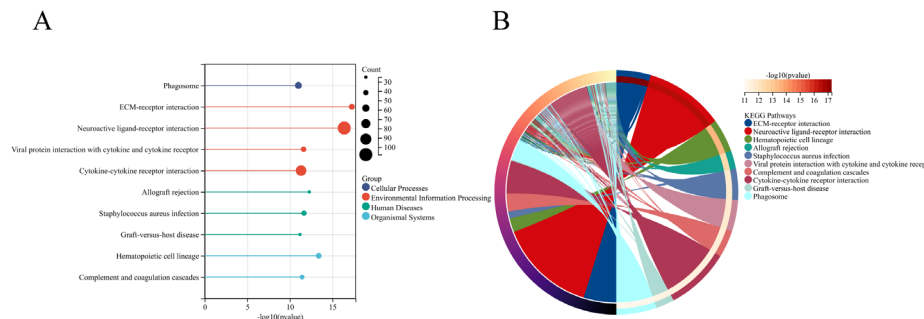 A
Phagosome
ECM-receptor interaction
Neuroactive ligand-receptor interaction
Viral protein interaction with cytokine and cytokine receptor
Cytokine-cytokine receptor interaction
Allograft rejection
Staphylococcus aureus infection
Graft-versus-host disease
Hematopoietic cell lineage
Complement and coagulation cascades
0 5 10 15
-log10(pvalue)
Count
30
40
60
70
80
90
100
Group
Cellular Processes
Environmental Information Processing
Human Diseases
Organismal Systems
B
-log10(pvalue)
11 12 13 14 15 16 17
KEGG Pathways
ECM-receptor interaction
Neuroactive ligand-receptor interaction
Hematopoietic cell lineage
Allograft rejection
Staphylococcus aureus infection
Viral protein interaction with cytokine and cytokine recep
Complement and coagulation cascades
Cytokine-cytokine receptor interaction
Graft-versus-host disease
Phagosome